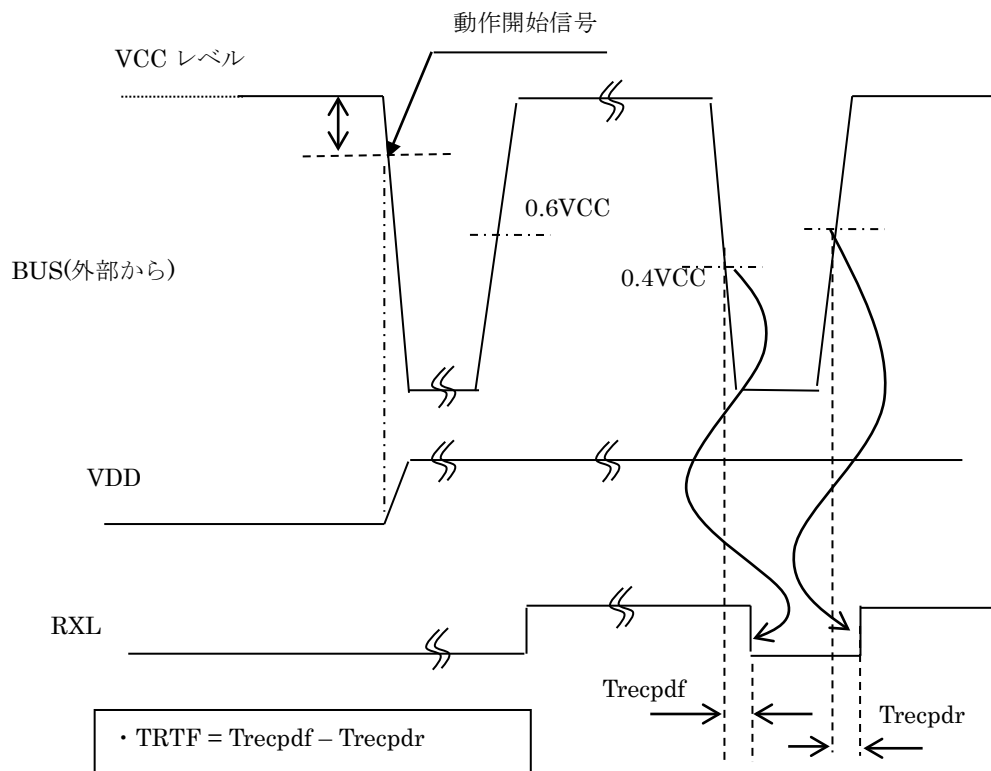 動作開始信号
VCC レベル
0.6VCC
BUS(外部から)
0.4VCC
VDD
RXL
Trecpdf
Trecpdr
・TRTF = Trecpdf – Trecpdr